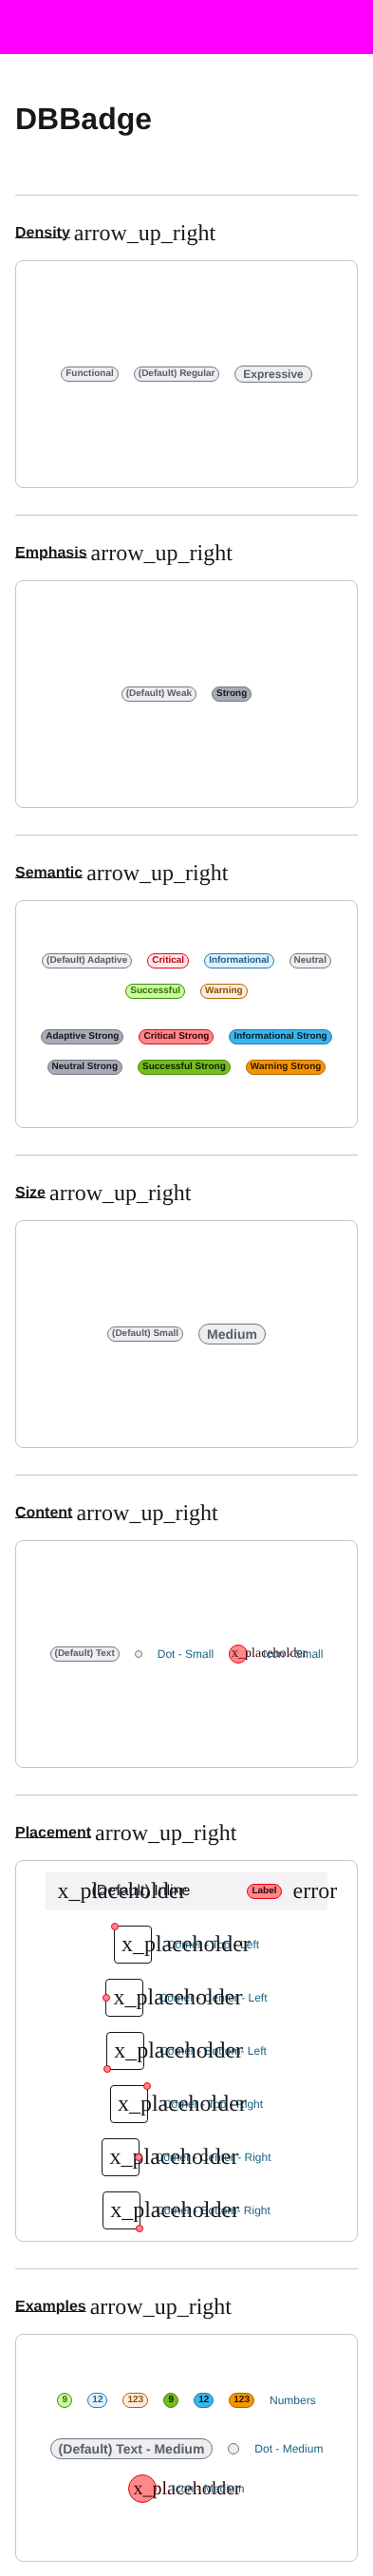 DBBadge
Density arrow_up_right
Functional (Default) Regular Expressive
Emphasis arrow_up_right
(Default) Weak Strong
Semantic arrow_up_right
(Default) Adaptive Critical Informational Neutral
Successful Warning
Adaptive Strong Critical Strong Informational Strong
Neutral Strong Successful Strong Warning Strong
Size arrow_up_right
(Default) Small Medium
Content arrow_up_right
(Default) Text Dot - Small x_placeholder Icon - Small
Placement arrow_up_right
x_placeholder (Default) Inline Label error
x_placeholder Corner - Top - Left
x_placeholder Corner - Center - Left
x_placeholder Corner - Bottom - Left
x_placeholder Corner - Top - Right
x_placeholder Corner - Center - Right
x_placeholder Corner - Bottom - Right
Examples arrow_up_right
9 12 123 9 12 123 Numbers
(Default) Text - Medium Dot - Medium
x_placeholder Icon - Medium